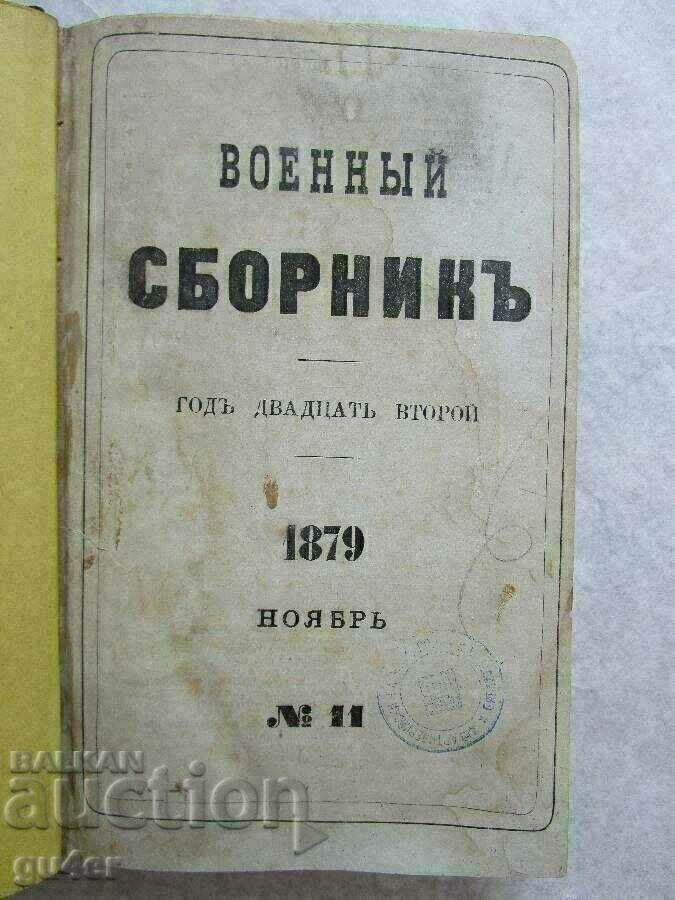 ВОЕННЫЙ
СБОРНИКЪ
ГОДЪ ДВАДЦАТЬ ВТОРОЙ
1879
НОЯБРЬ
№ 11
BALKAN
auction
gu4er